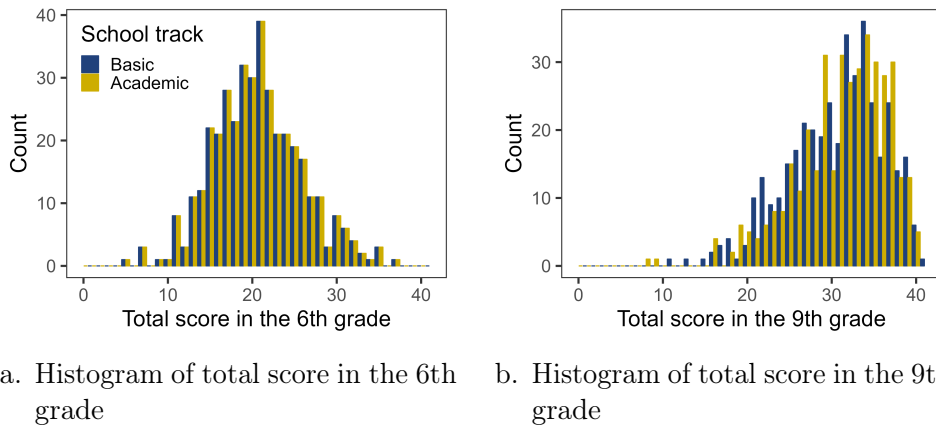 School track
Basic
Academic
Count
40
30
20
10
0
0 10 20 30 40
Total score in the 6th grade
Count
30
20
10
0
0 10 20 30 40
Total score in the 9th grade
a. Histogram of total score in the 6th
grade
b. Histogram of total score in the 9t
grade